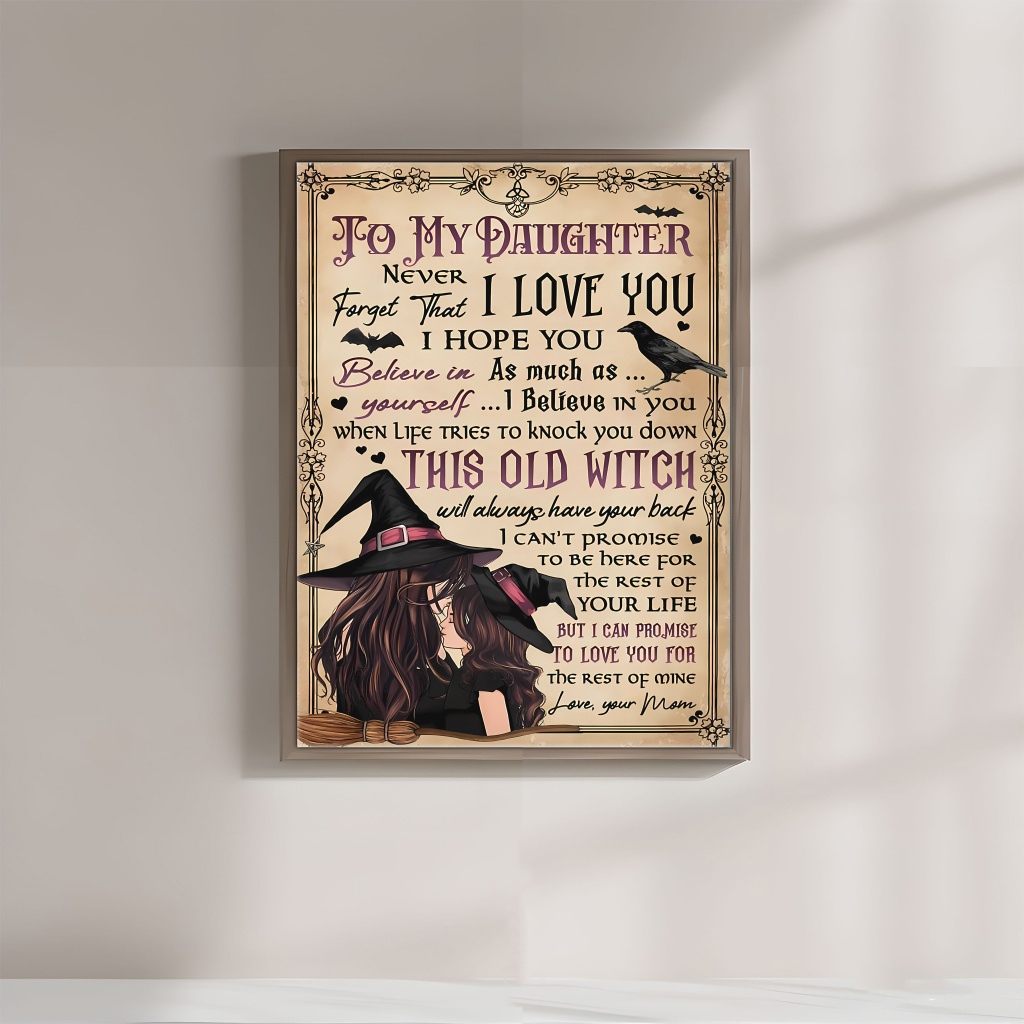 To My Daughter
Never
Forget That I LOVE YOU
I HOPE YOU
Believe in As much as ...
yourself ...I Believe IN YOU
WHEN LIFE TRIES TO KNOCK YOU DOWN
THIS OLD WITCH
will always have your back
I CAN'T PROMISE
TO BE HERE FOR
THE REST OF
YOUR LIFE
BUT I CAN PROMISE
TO LOVE YOU FOR
THE REST OF MINE
Love, your Mom